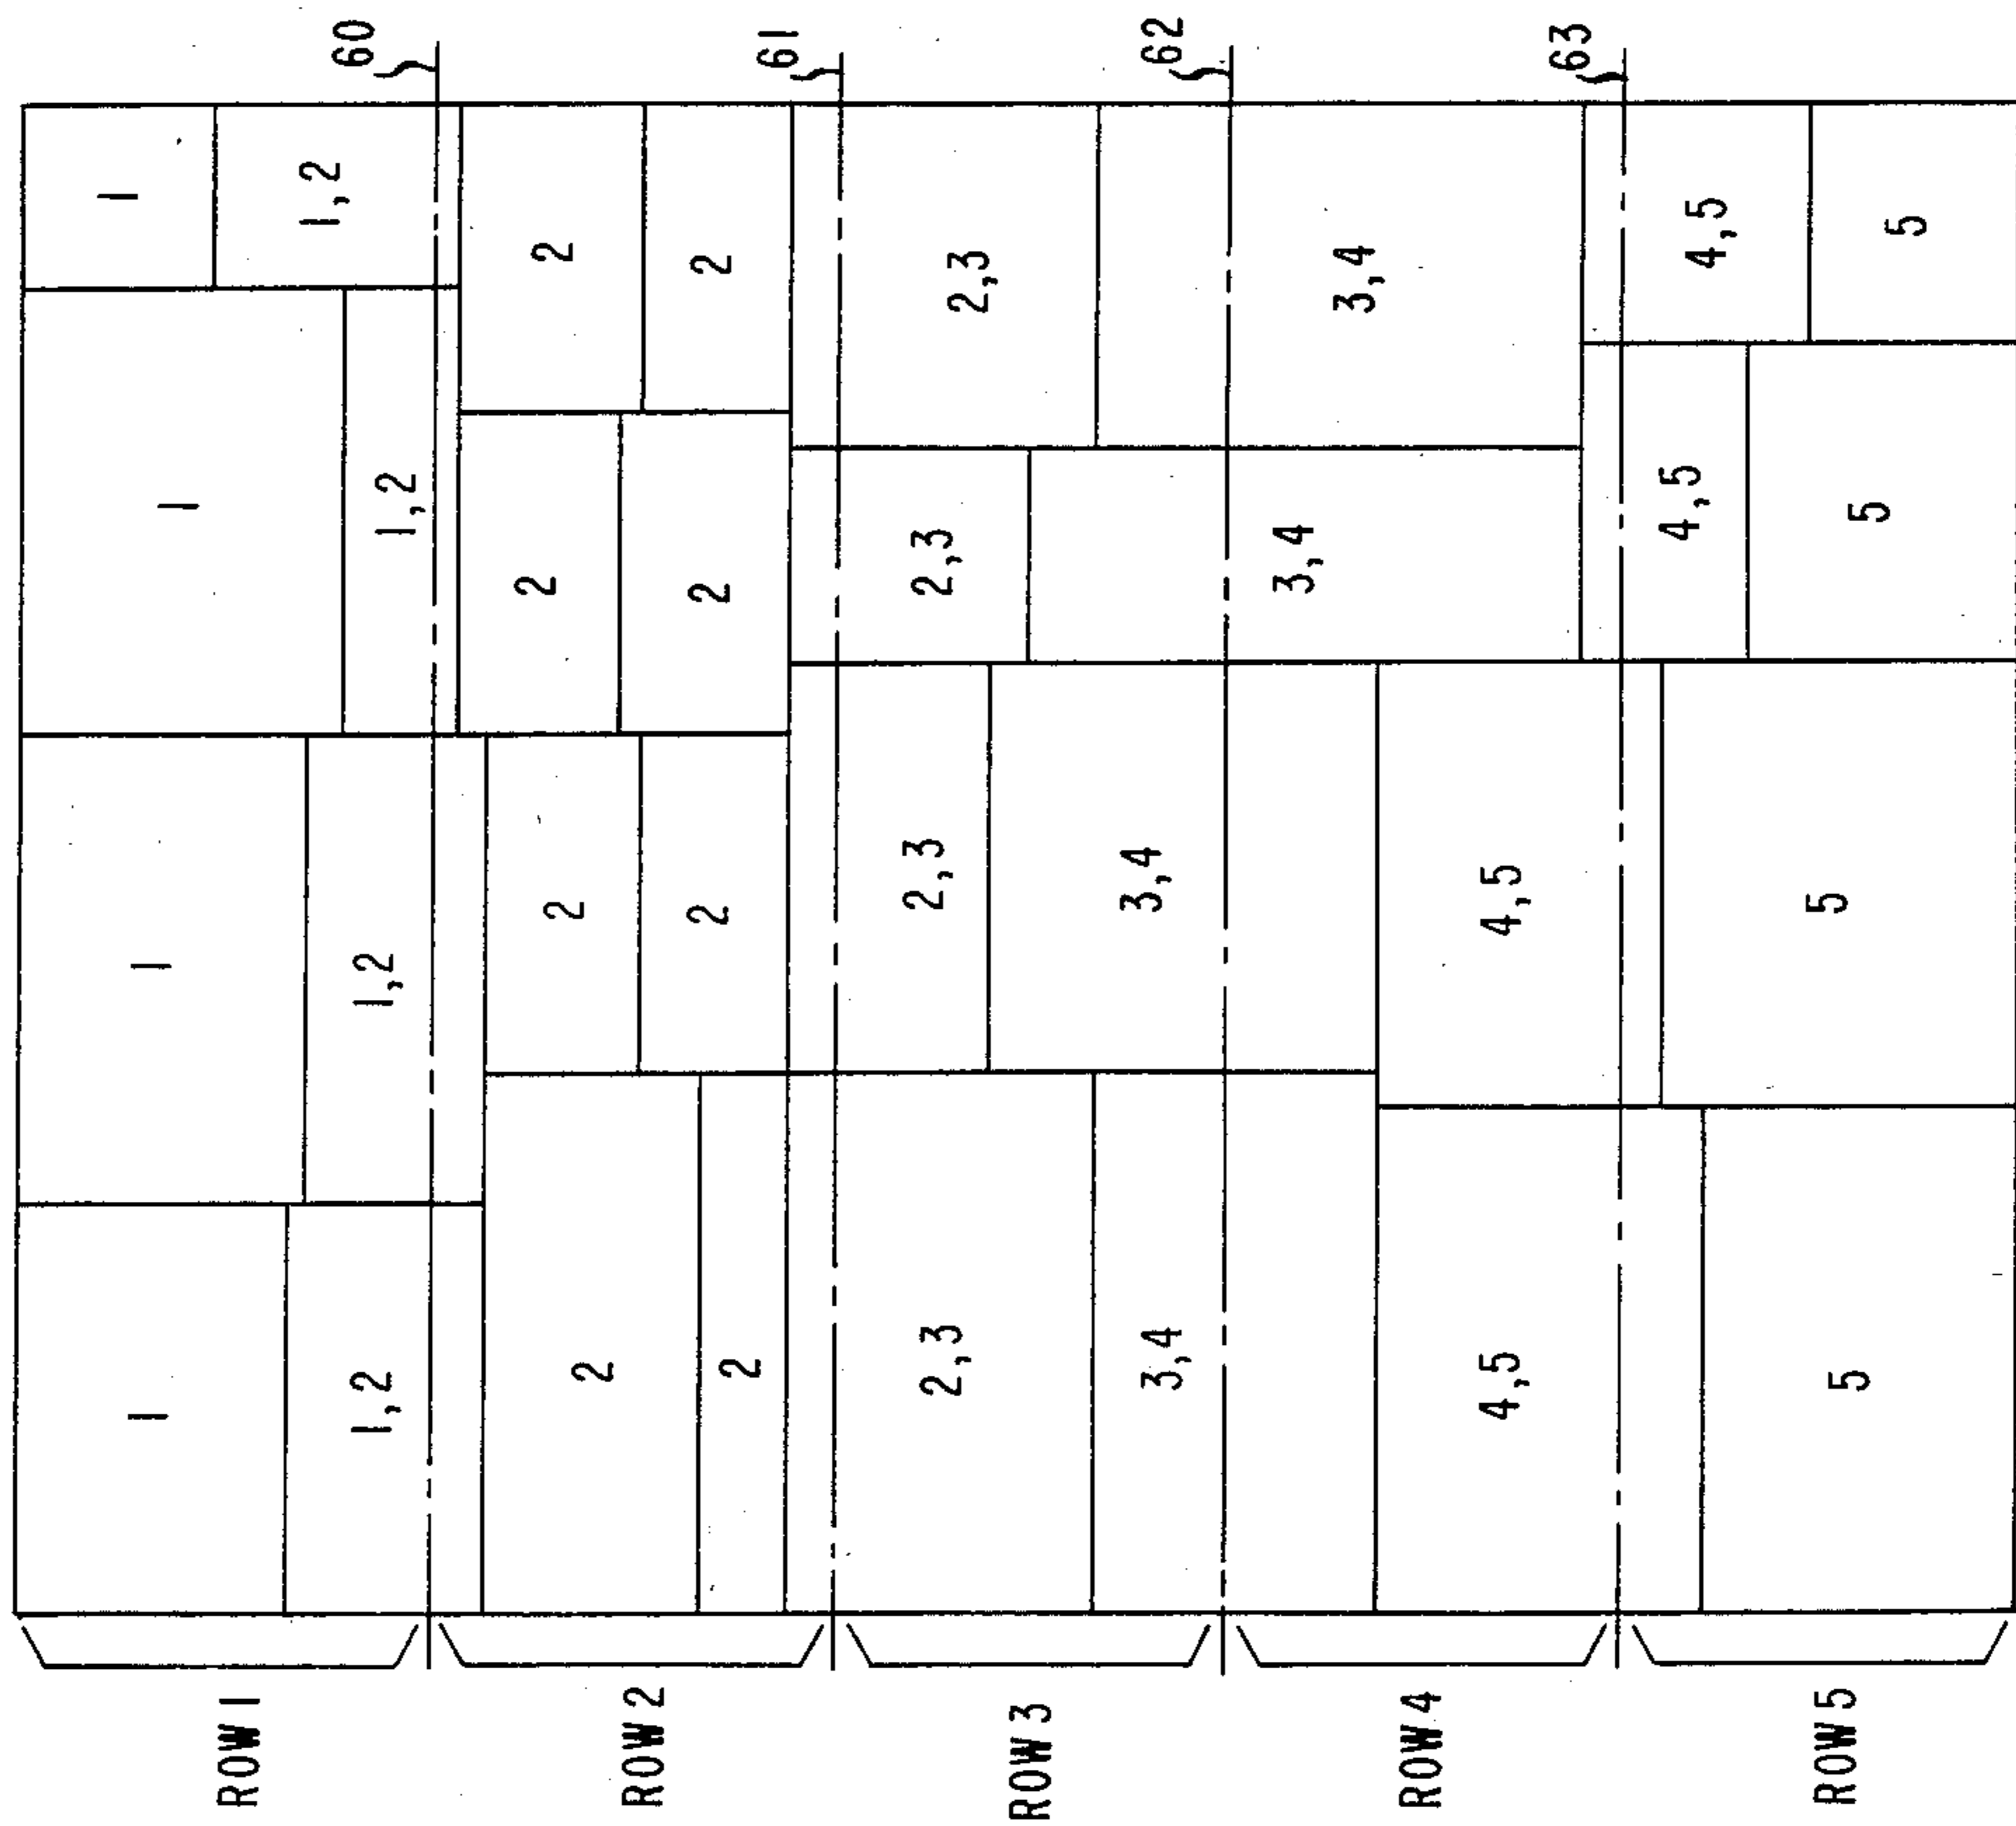 60
1 1 1 1
1,2 1,2 1,2 1,2
ROW 1
61
2 2 2 2
2 2 2 2
ROW 2
62
2,3 2,3 2,3 2,3
ROW 3
3,4 3,4 3,4 3,4
63
ROW 4
4,5 4,5 4,5 4,5
5 5 5 5
ROW 5